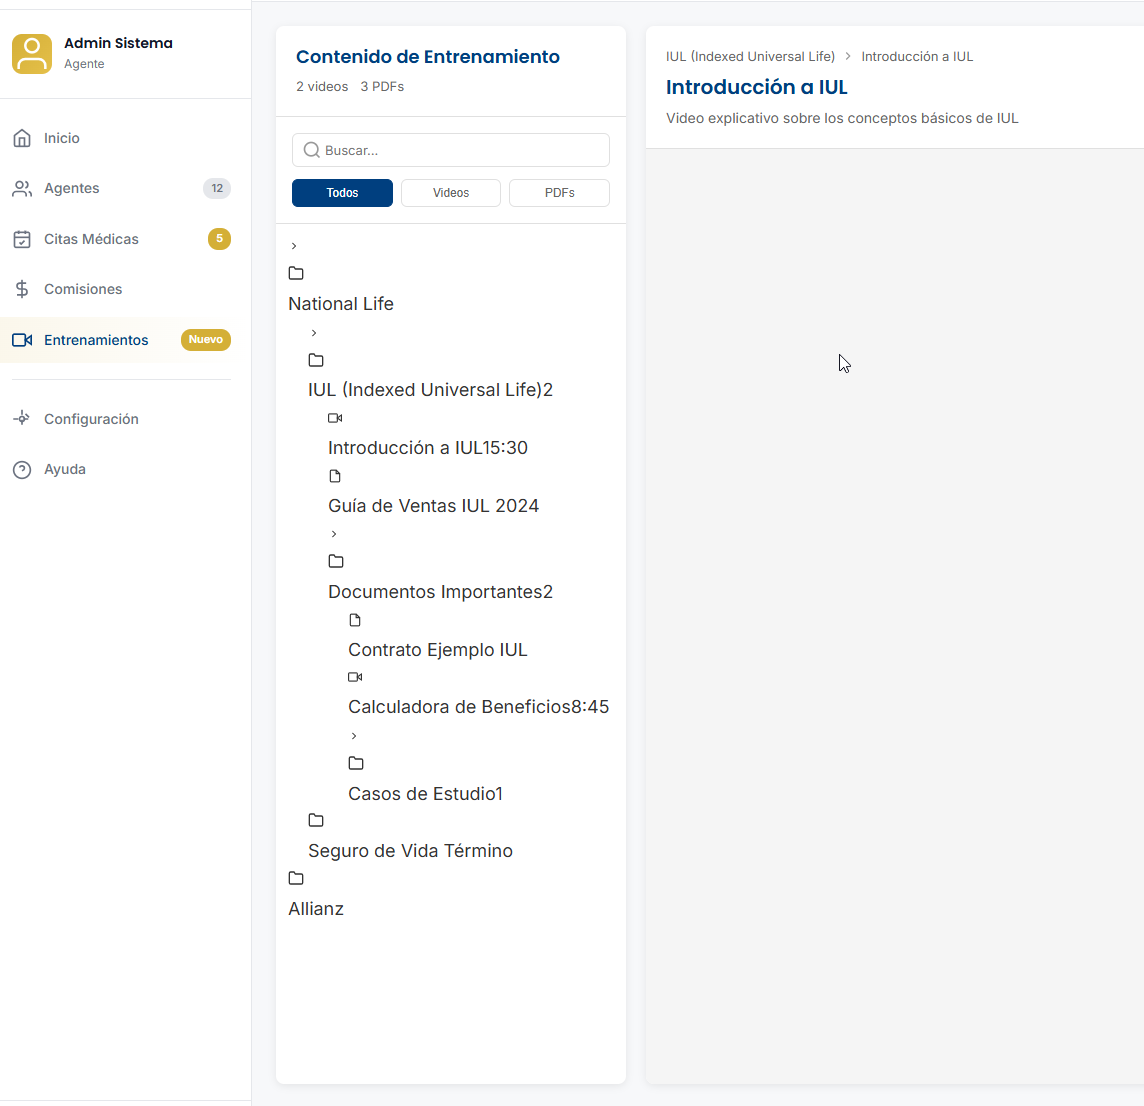 Admin Sistema
Agente
Inicio
Agentes 12
Citas Médicas 5
Comisiones
Entrenamientos Nuevo
Configuración
Ayuda
Contenido de Entrenamiento
2 videos 3 PDFs
Buscar...
Todos Videos PDFs
National Life
IUL (Indexed Universal Life)2
Introducción a IUL15:30
Guía de Ventas IUL 2024
Documentos Importantes2
Contrato Ejemplo IUL
Calculadora de Beneficios8:45
Casos de Estudio1
Seguro de Vida Término
Allianz
IUL (Indexed Universal Life) > Introducción a IUL
Introducción a IUL
Video explicativo sobre los conceptos básicos de IUL